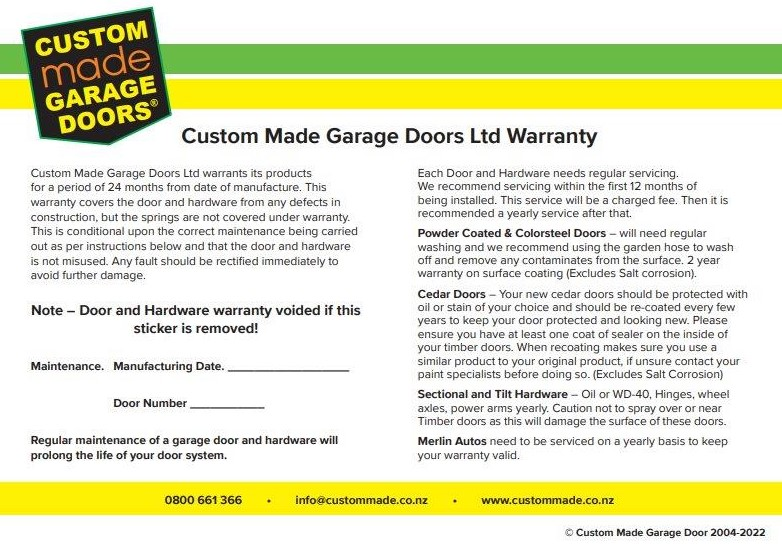 CUSTOM
made
GARAGE
DOORS®
Custom Made Garage Doors Ltd Warranty
Custom Made Garage Doors Ltd warrants its products
for a period of 24 months from date of manufacture. This
warranty covers the door and hardware from any defects in
construction, but the springs are not covered under warranty.
This is conditional upon the correct maintenance being carried
out as per instructions below and that the door and hardware
is not misused. Any fault should be rectified immediately to
avoid further damage.
Note – Door and Hardware warranty voided if this
sticker is removed!
Maintenance. Manufacturing Date. ___________________
Door Number ____________
Regular maintenance of a garage door and hardware will
prolong the life of your door system.
Each Door and Hardware needs regular servicing.
We recommend servicing within the first 12 months of
being installed. This service will be a charged fee. Then it is
recommended a yearly service after that.
Powder Coated & Colorsteel Doors – will need regular
washing and we recommend using the garden hose to wash
off and remove any contaminates from the surface. 2 year
warranty on surface coating (Excludes Salt corrosion).
Cedar Doors – Your new cedar doors should be protected with
oil or stain of your choice and should be re-coated every few
years to keep your door protected and looking new. Please
ensure you have at least one coat of sealer on the inside of
your timber doors. When recoating makes sure you use a
similar product to your original product, if unsure contact your
paint specialists before doing so. (Excludes Salt Corrosion)
Sectional and Tilt Hardware – Oil or WD-40, Hinges, wheel
axles, power arms yearly. Caution not to spray over or near
Timber doors as this will damage the surface of these doors.
Merlin Autos need to be serviced on a yearly basis to keep
your warranty valid.
0800 661 366 • info@custommade.co.nz • www.custommade.co.nz
© Custom Made Garage Door 2004-2022